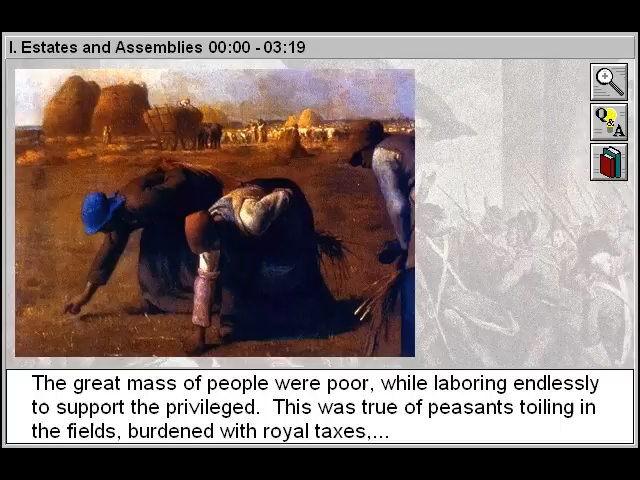 I. Estates and Assemblies 00:00 - 03:19
Q&A
The great mass of people were poor, while laboring endlessly
to support the privileged.  This was true of peasants toiling in
the fields, burdened with royal taxes,...